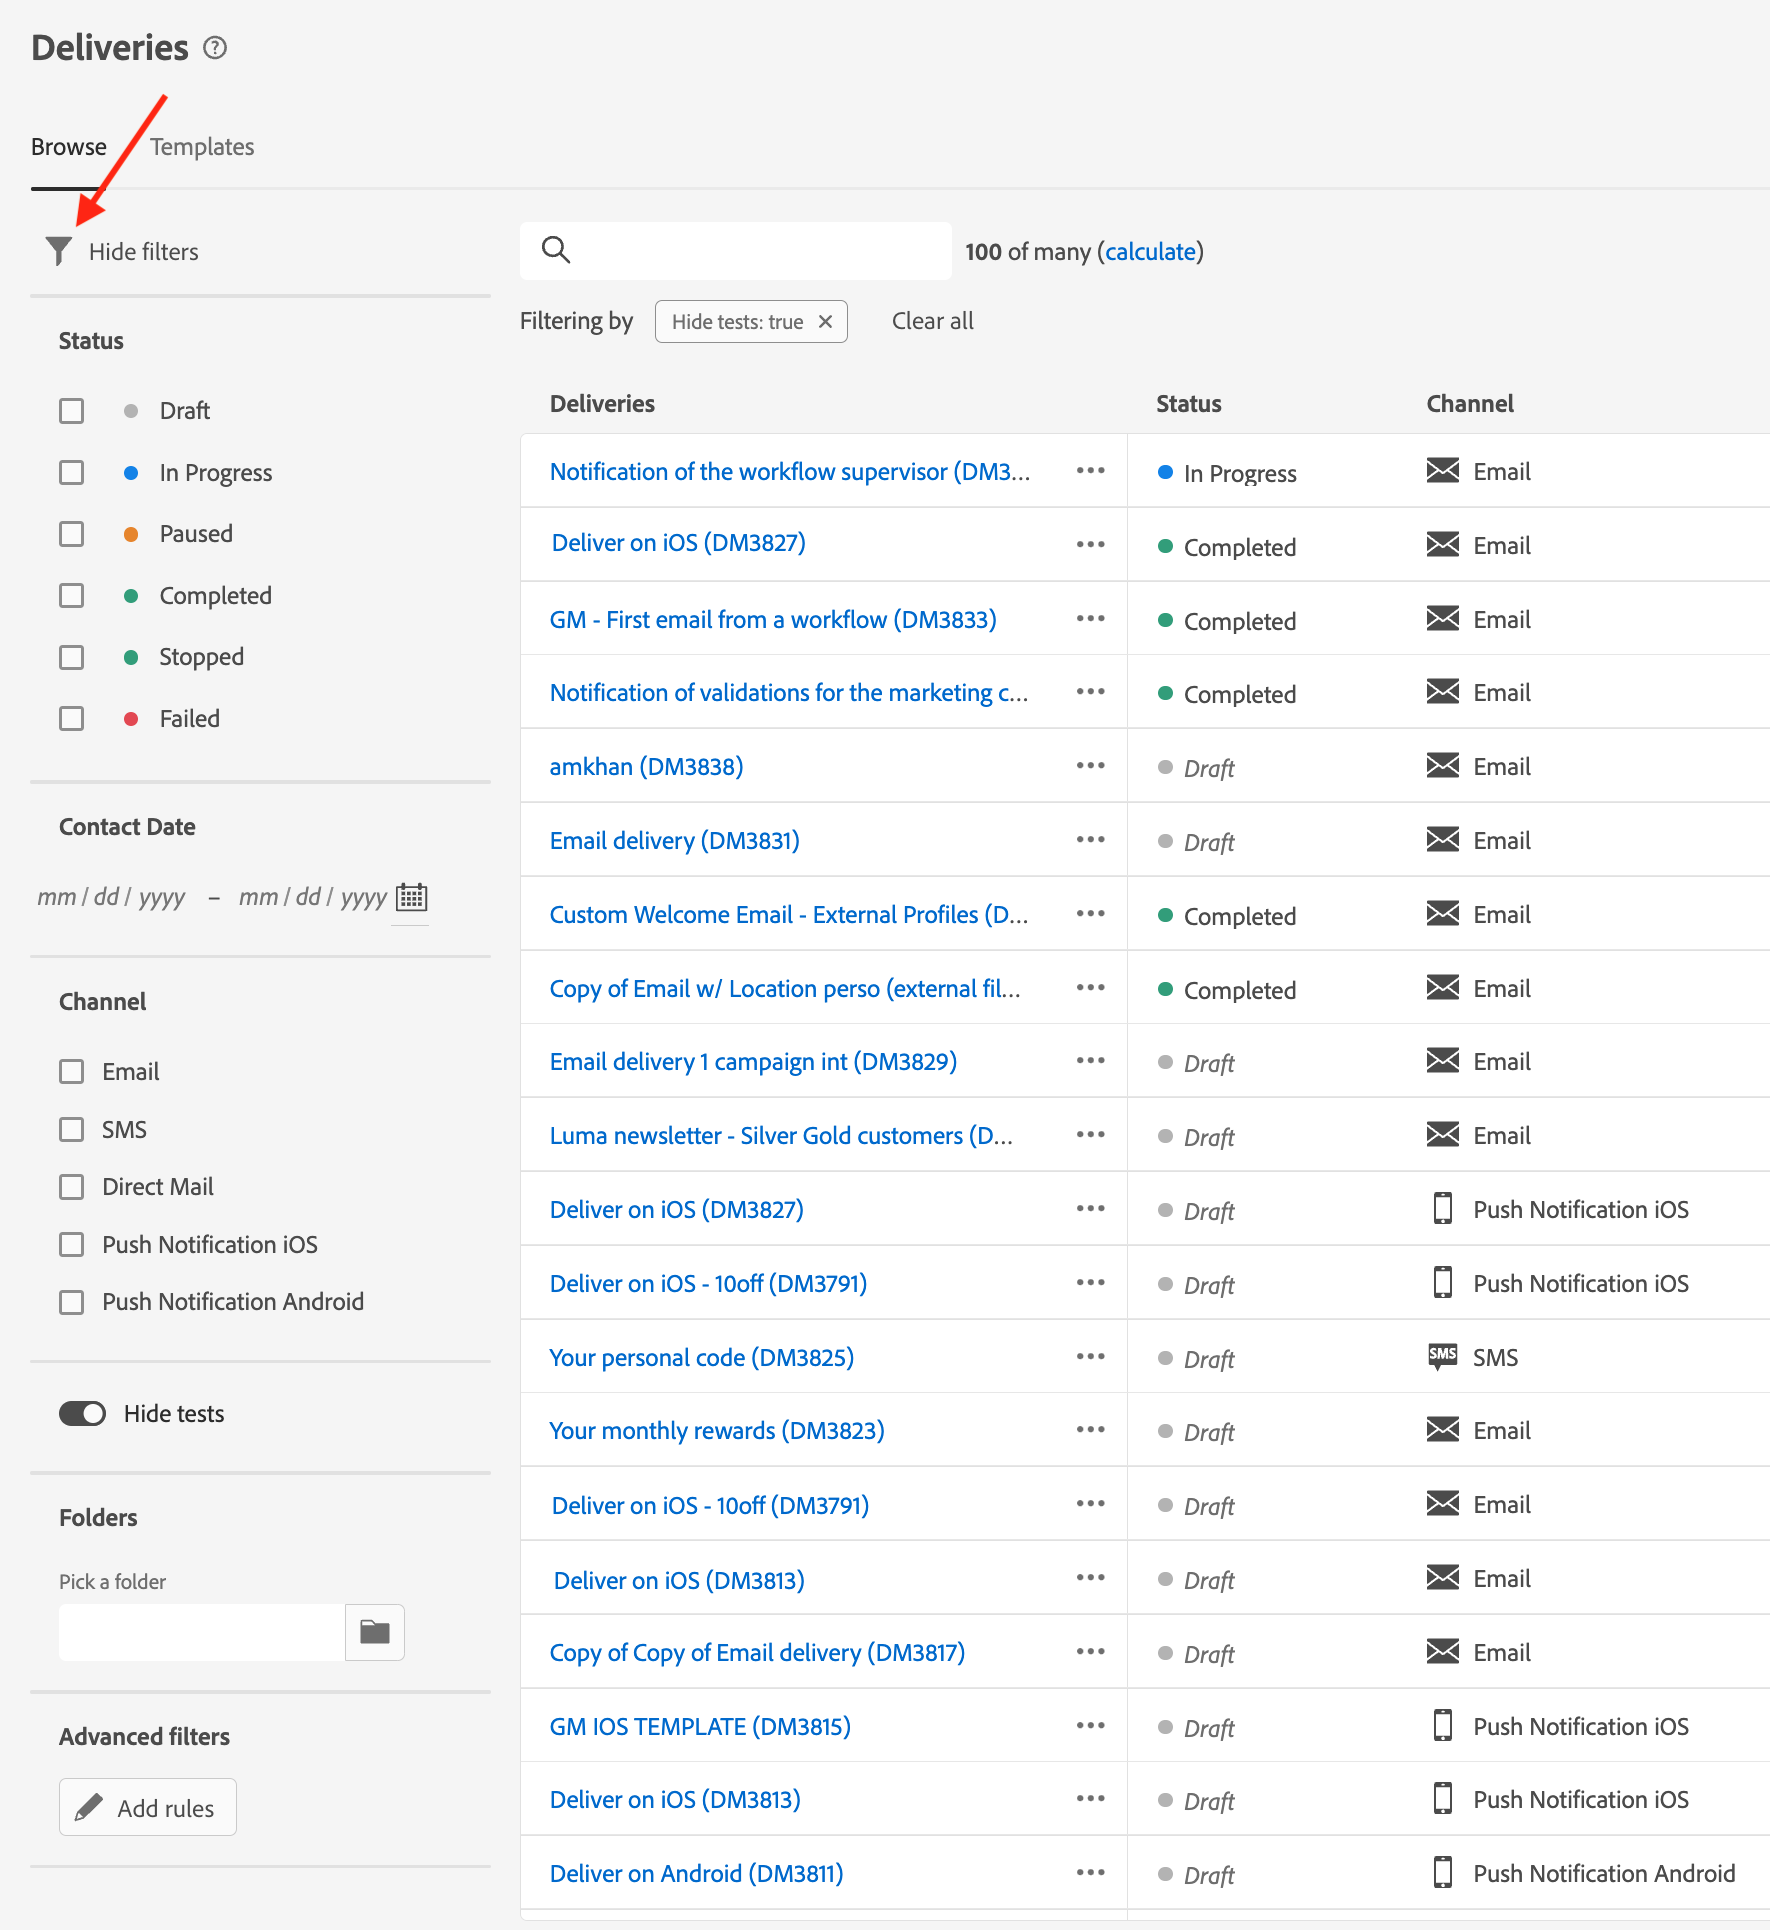 Deliveries
Browse
Templates
Hide filters
Status
Draft
In Progress
Paused
Completed
Stopped
Failed
Contact Date
mm / dd / yyyy – mm / dd / yyyy
Channel
Email
SMS
Direct Mail
Push Notification iOS
Push Notification Android
Hide tests
Folders
Pick a folder
Advanced filters
Add rules
100 of many (calculate)
Filtering by Hide tests: true Clear all
Deliveries Status Channel
Notification of the workflow supervisor (DM3... In Progress Email
Deliver on iOS (DM3827) Completed Email
GM - First email from a workflow (DM3833) Completed Email
Notification of validations for the marketing c... Completed Email
amkhan (DM3838) Draft Email
Email delivery (DM3831) Draft Email
Custom Welcome Email - External Profiles (D... Completed Email
Copy of Email w/ Location perso (external fil... Completed Email
Email delivery 1 campaign int (DM3829) Draft Email
Luma newsletter - Silver Gold customers (D... Draft Email
Deliver on iOS (DM3827) Draft Push Notification iOS
Deliver on iOS - 10off (DM3791) Draft Push Notification iOS
Your personal code (DM3825) Draft SMS SMS
Your monthly rewards (DM3823) Draft Email
Deliver on iOS - 10off (DM3791) Draft Email
Deliver on iOS (DM3813) Draft Email
Copy of Copy of Email delivery (DM3817) Draft Email
GM IOS TEMPLATE (DM3815) Draft Push Notification iOS
Deliver on iOS (DM3813) Draft Push Notification iOS
Deliver on Android (DM3811) Draft Push Notification Android